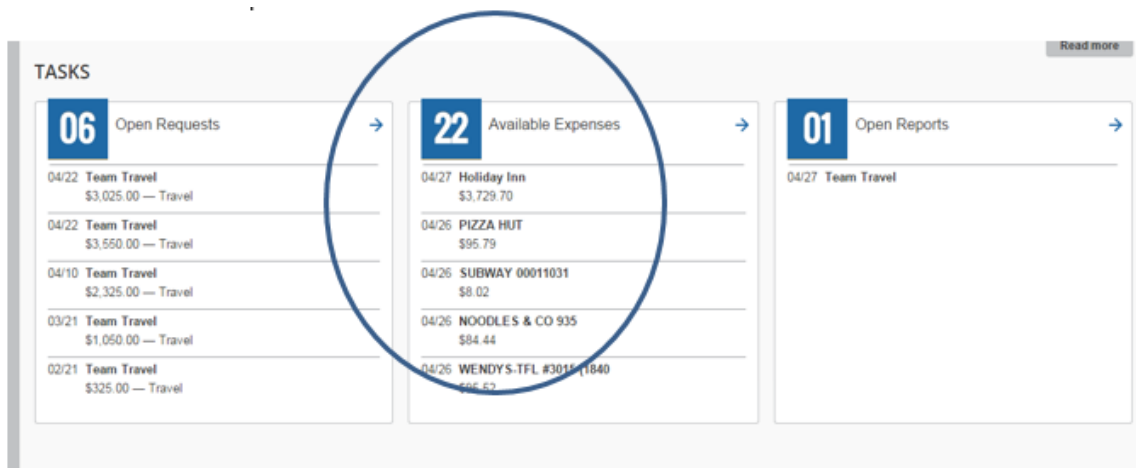 Read more
TASKS
06 Open Requests
04/22 Team Travel
$3,025.00 — Travel
04/22 Team Travel
$3,550.00 — Travel
04/10 Team Travel
$2,325.00 — Travel
03/21 Team Travel
$1,050.00 — Travel
02/21 Team Travel
$325.00 — Travel
22 Available Expenses
04/27 Holiday Inn
$3,729.70
04/26 PIZZA HUT
$95.79
04/26 SUBWAY 00011031
$8.02
04/26 NOODLES & CO 935
$84.44
04/26 WENDYS-TFL #3015 (1840
01 Open Reports
04/27 Team Travel